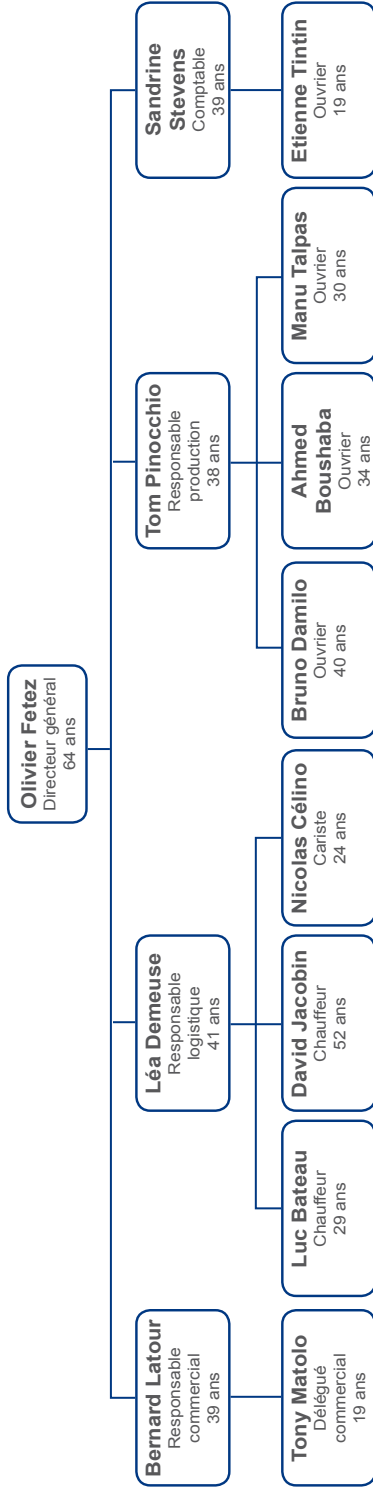 Olivier Fetez
Directeur général
64 ans
Bernard Latour
Responsable
commercial
39 ans
Léa Demeuse
Responsable
logistique
41 ans
Tom Pinocchio
Responsable
production
38 ans
Sandrine
Stevens
Comptable
39 ans
Tony Matolo
Délégué
commercial
19 ans
Luc Bateau
Chauffeur
29 ans
David Jacobin
Chauffeur
52 ans
Nicolas Célino
Cariste
24 ans
Bruno Damilo
Ouvrier
40 ans
Ahmed
Boushaba
Ouvrier
34 ans
Manu Talpas
Ouvrier
30 ans
Etienne Tintin
Ouvrier
19 ans